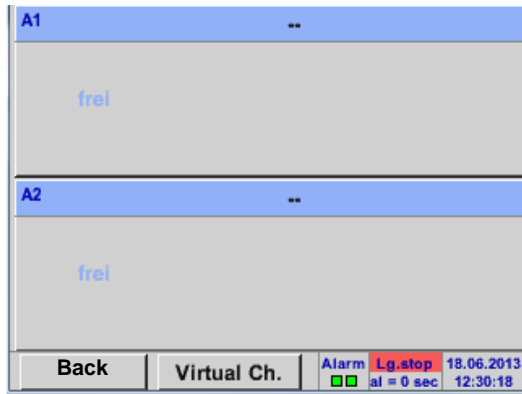 A1 --
frei
A2 --
frei
Back Virtual Ch. Alarm Lg.stop 18.06.2013
al = 0 sec 12:30:18